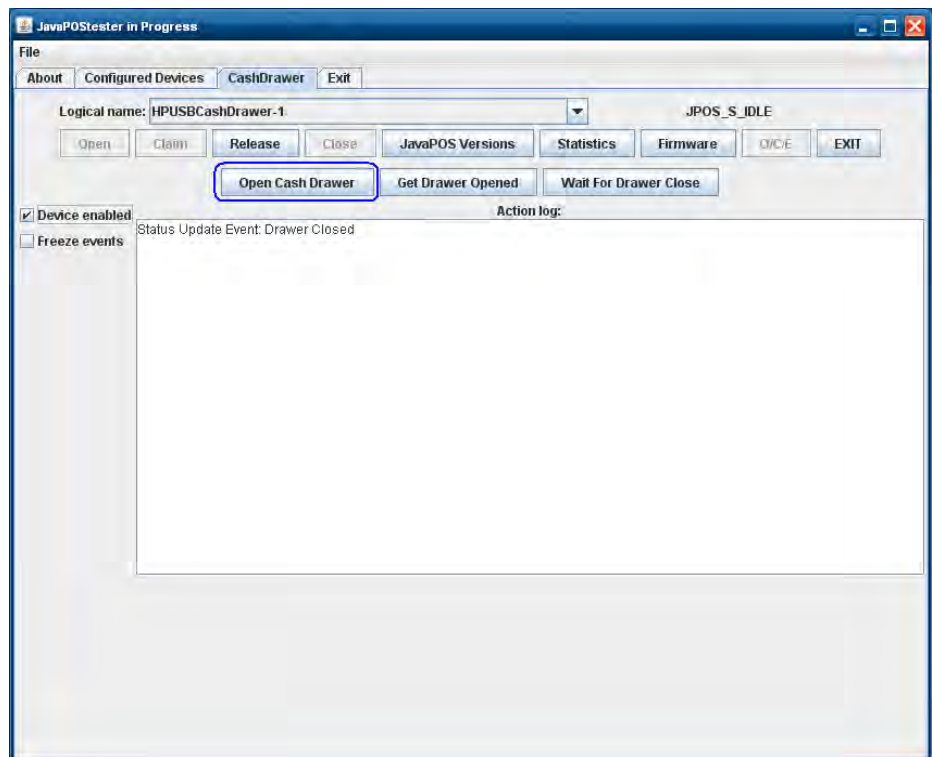 JavaPOStester in Progress
File
About Configured Devices CashDrawer Exit
Logical name: HPUSBCashDrawer-1 JPOS_S_IDLE
Open Claim Release Close JavaPOS Versions Statistics Firmware O/C/E EXIT
Open Cash Drawer Get Drawer Opened Wait For Drawer Close
Device enabled Action log:
Freeze events Status Update Event: Drawer Closed